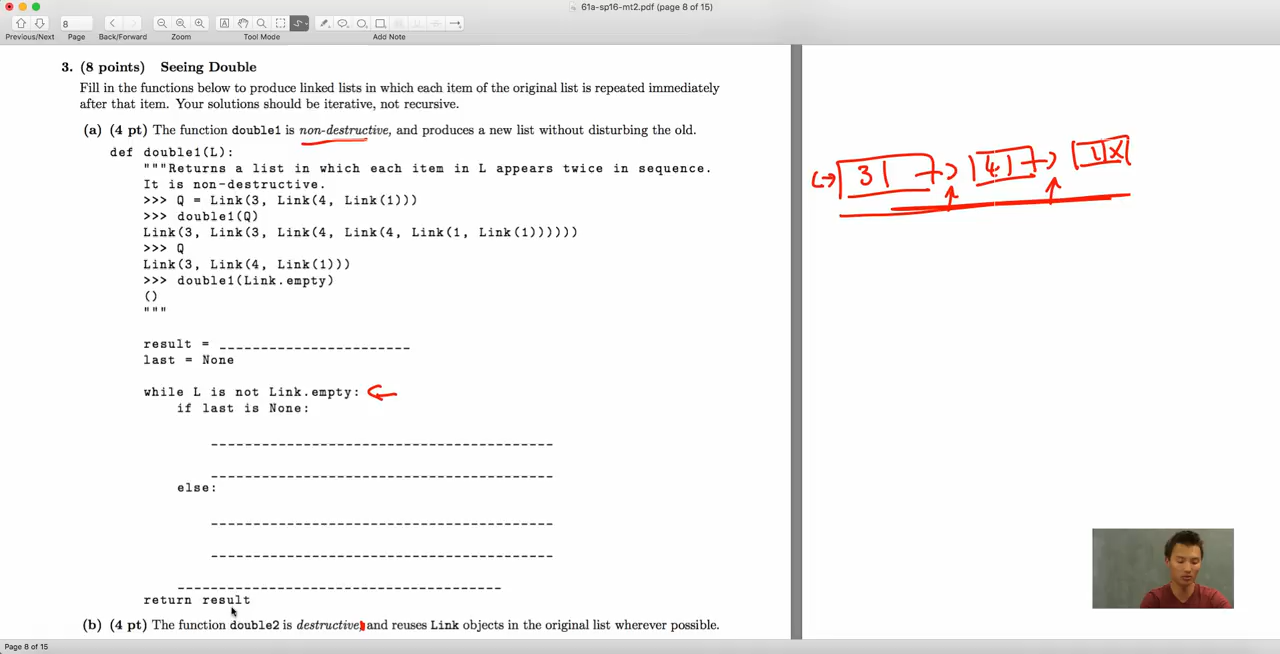 61a-sp16-mt2.pdf (page 8 of 15)
8
Previous/Next Page Back/Forward Zoom Tool Mode Add Note
3. (8 points) Seeing Double
Fill in the functions below to produce linked lists in which each item of the original list is repeated immediately
after that item. Your solutions should be iterative, not recursive.
(a) (4 pt) The function double1 is non-destructive, and produces a new list without disturbing the old.
def double1(L):
"""Returns a list in which each item in L appears twice in sequence.
It is non-destructive.
>>> Q = Link(3, Link(4, Link(1)))
>>> double1(Q)
Link(3, Link(3, Link(4, Link(4, Link(1, Link(1))))))
>>> Q
Link(3, Link(4, Link(1)))
>>> double1(Link.empty)
()
"""
result = _______________________
last = None
while L is not Link.empty:
if last is None:
else:
return result
(b) (4 pt) The function double2 is destructive and reuses Link objects in the original list wherever possible.
3 4 1
Page 8 of 15